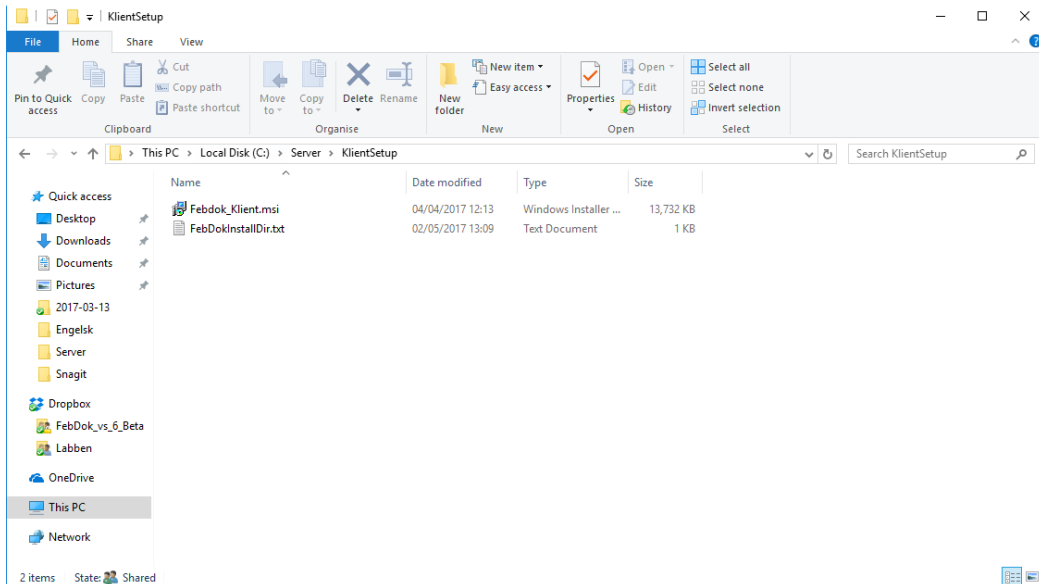 KlientSetup
File Home Share View
Pin to Quick access
Copy
Paste
Cut
Copy path
Paste shortcut
Clipboard
Move to
Copy to
Delete
Rename
Organise
New folder
New item
Easy access
New
Properties
Open
Edit
History
Open
Select all
Select none
Invert selection
Select
This PC > Local Disk (C:) > Server > KlientSetup
Search KlientSetup
Name Date modified Type Size
Febdok_Klient.msi 04/04/2017 12:13 Windows Installer ... 13,732 KB
FebDokInstallDir.txt 02/05/2017 13:09 Text Document 1 KB
Quick access
Desktop
Downloads
Documents
Pictures
2017-03-13
Engelsk
Server
Snagit
Dropbox
FebDok_vs_6_Beta
Labben
OneDrive
This PC
Network
2 items State: Shared